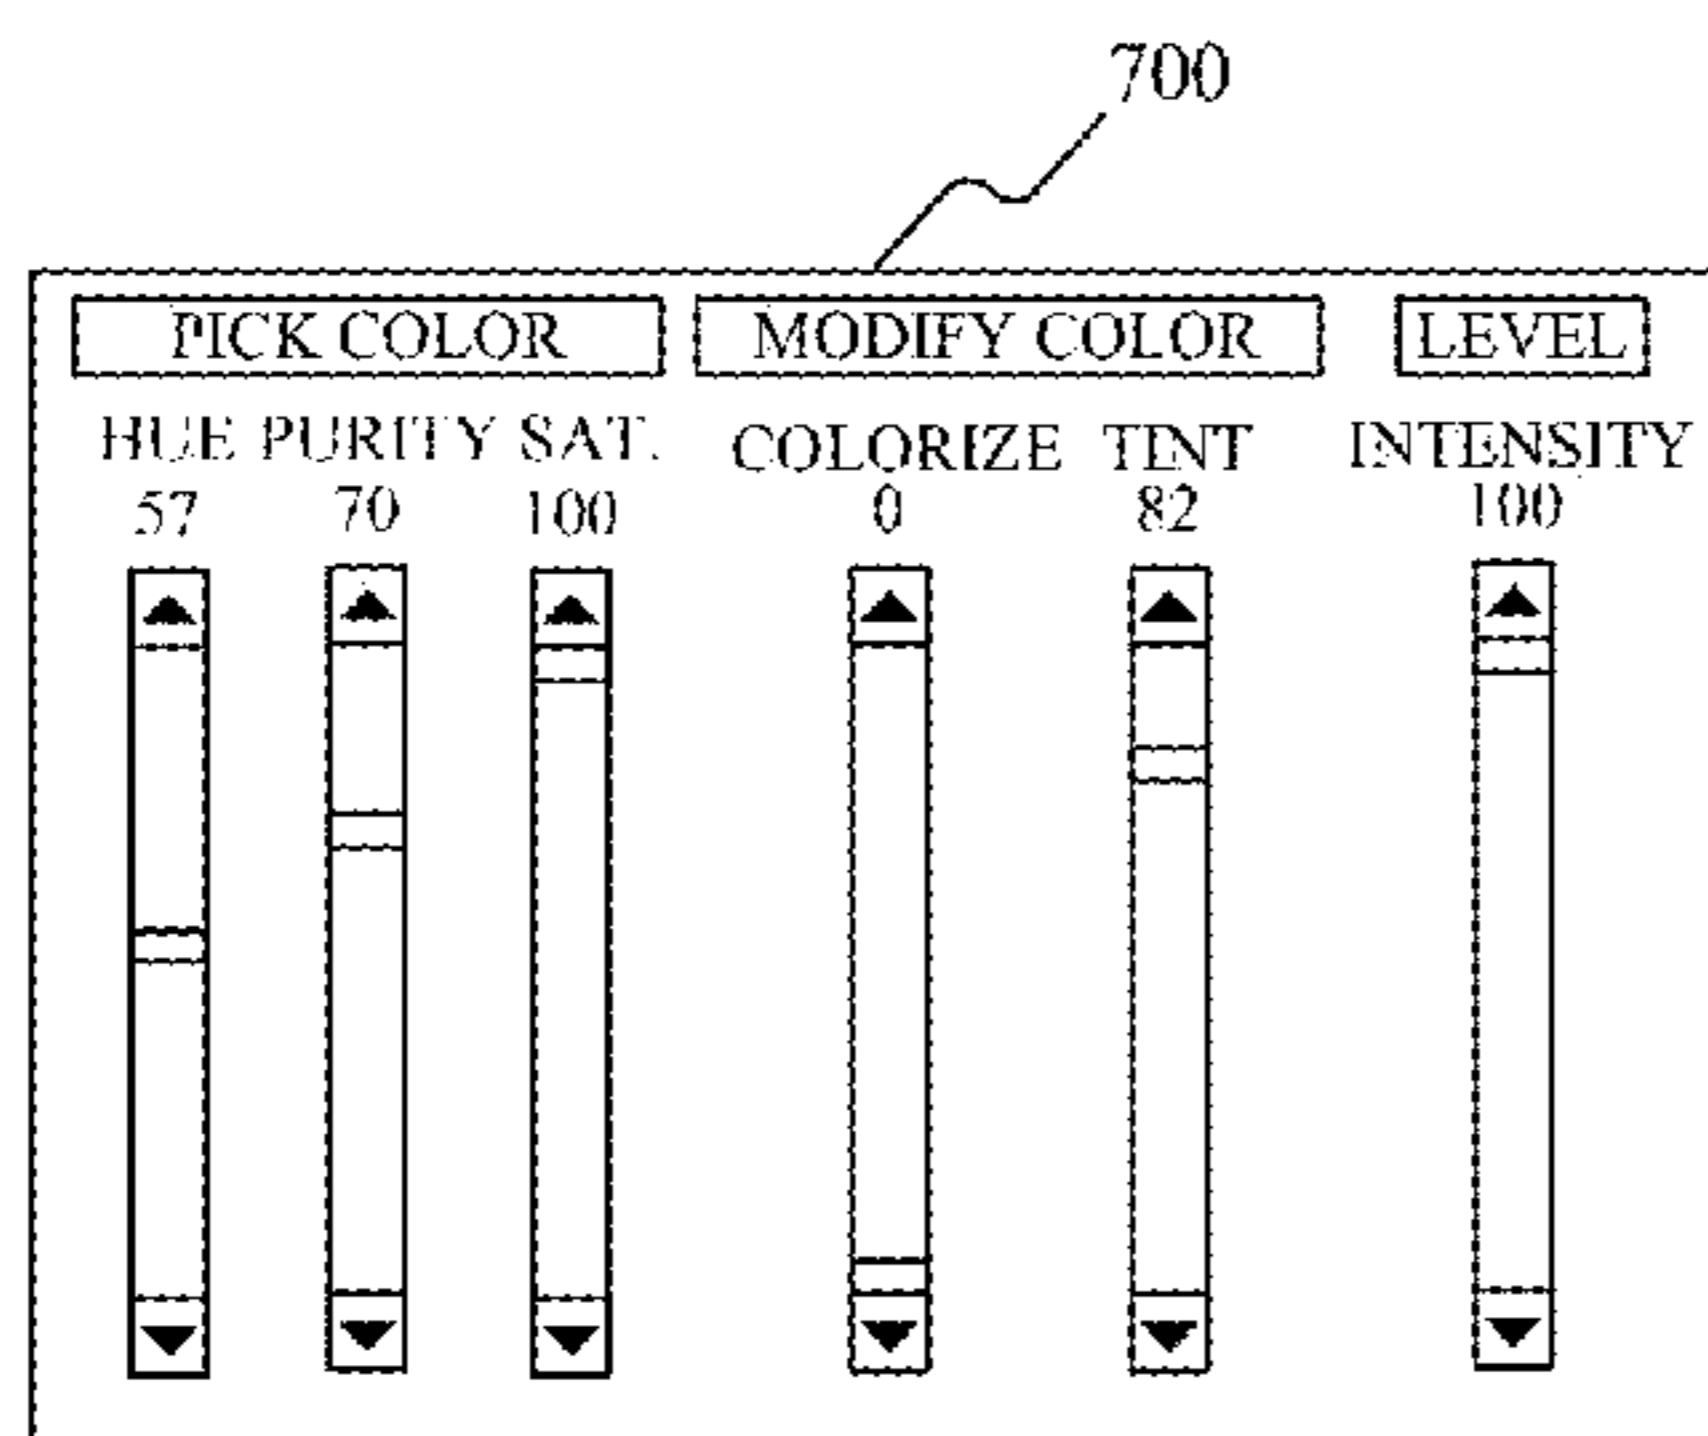 700
PICK COLOR MODIFY COLOR LEVEL
HUE PURITY SAT. COLORIZE TINT INTENSITY
57 70 100 0 82 100